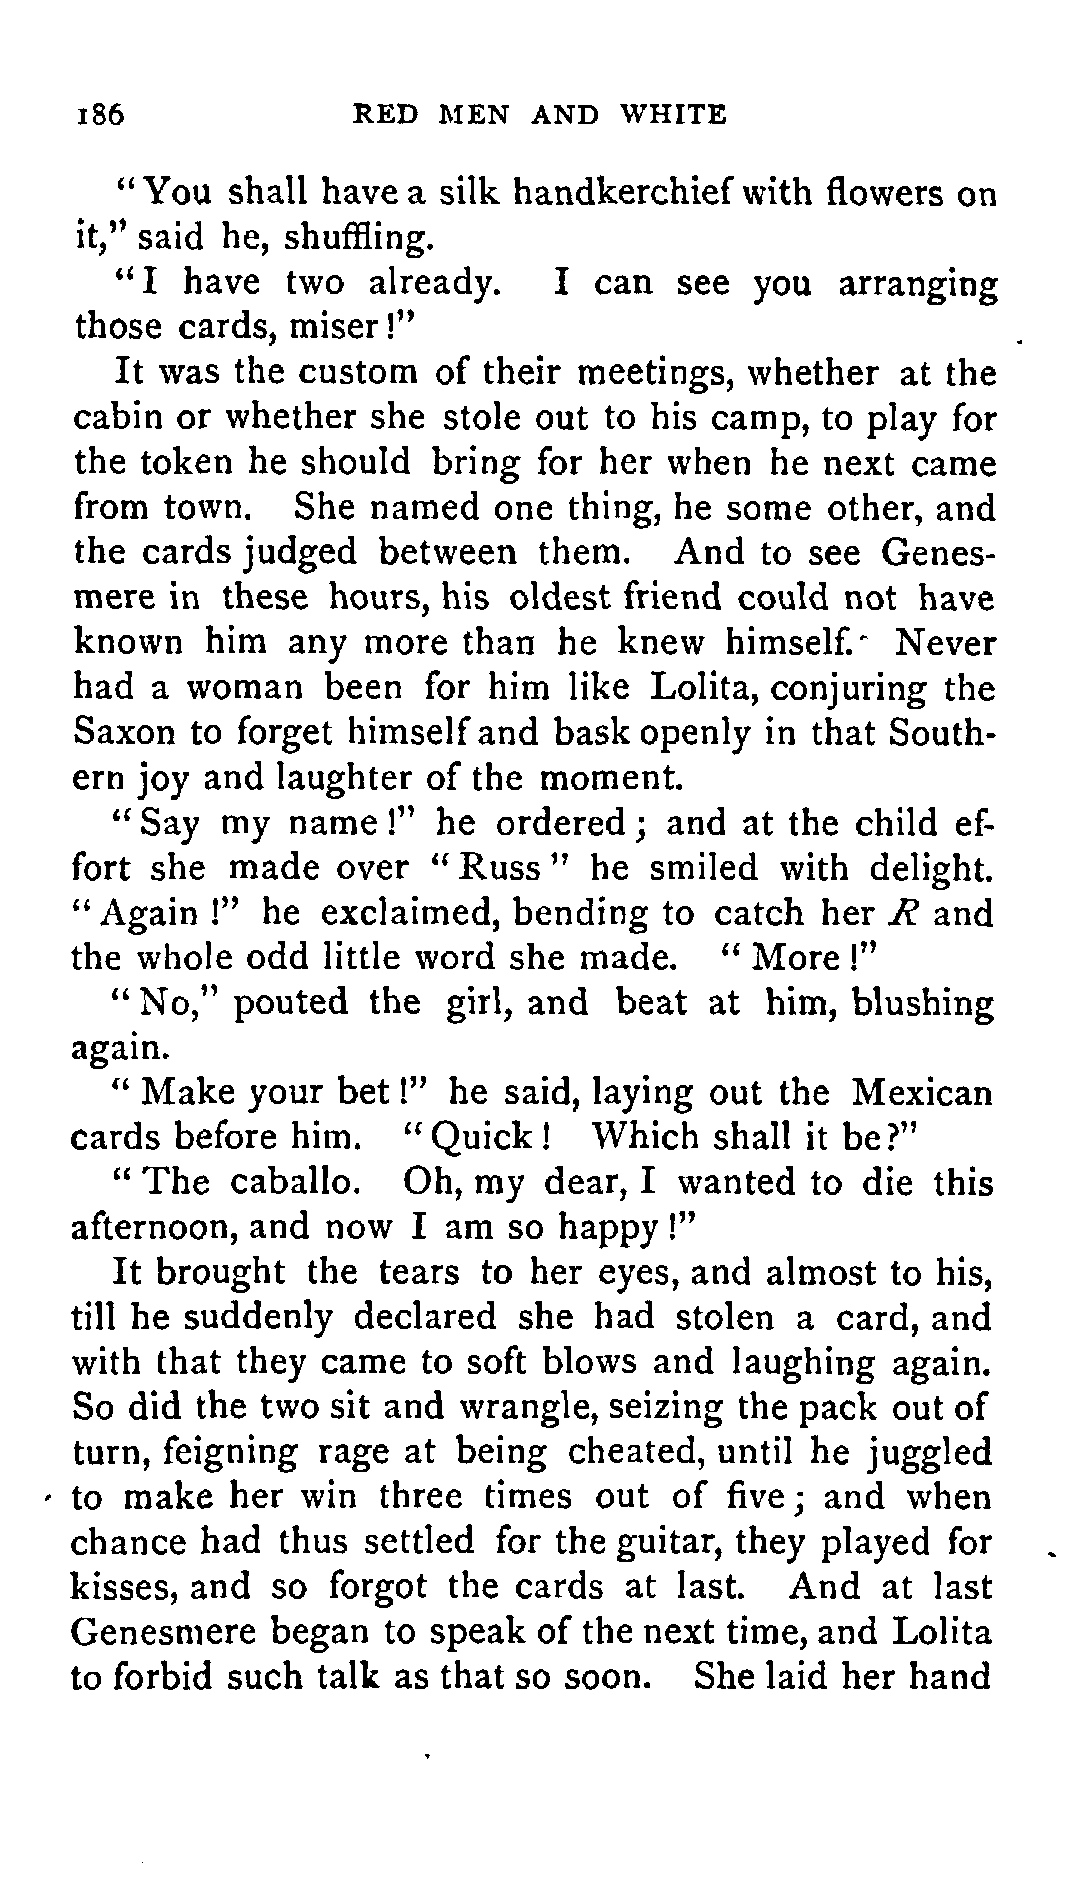 186 RED MEN AND WHITE
"You shall have a silk handkerchief with flowers on
it," said he, shuffling.
"I have two already. I can see you arranging
those cards, miser!"
It was the custom of their meetings, whether at the
cabin or whether she stole out to his camp, to play for
the token he should bring for her when he next came
from town. She named one thing, he some other, and
the cards judged between them. And to see Genes-
mere in these hours, his oldest friend could not have
known him any more than he knew himself. Never
had a woman been for him like Lolita, conjuring the
Saxon to forget himself and bask openly in that South-
ern joy and laughter of the moment.
"Say my name!" he ordered; and at the child ef-
fort she made over "Russ" he smiled with delight.
"Again!" he exclaimed, bending to catch her R and
the whole odd little word she made. "More!"
"No," pouted the girl, and beat at him, blushing
again.
"Make your bet!" he said, laying out the Mexican
cards before him. "Quick! Which shall it be?"
"The caballo. Oh, my dear, I wanted to die this
afternoon, and now I am so happy!"
It brought the tears to her eyes, and almost to his,
till he suddenly declared she had stolen a card, and
with that they came to soft blows and laughing again.
So did the two sit and wrangle, seizing the pack out of
turn, feigning rage at being cheated, until he juggled
to make her win three times out of five; and when
chance had thus settled for the guitar, they played for
kisses, and so forgot the cards at last. And at last
Genesmere began to speak of the next time, and Lolita
to forbid such talk as that so soon. She laid her hand